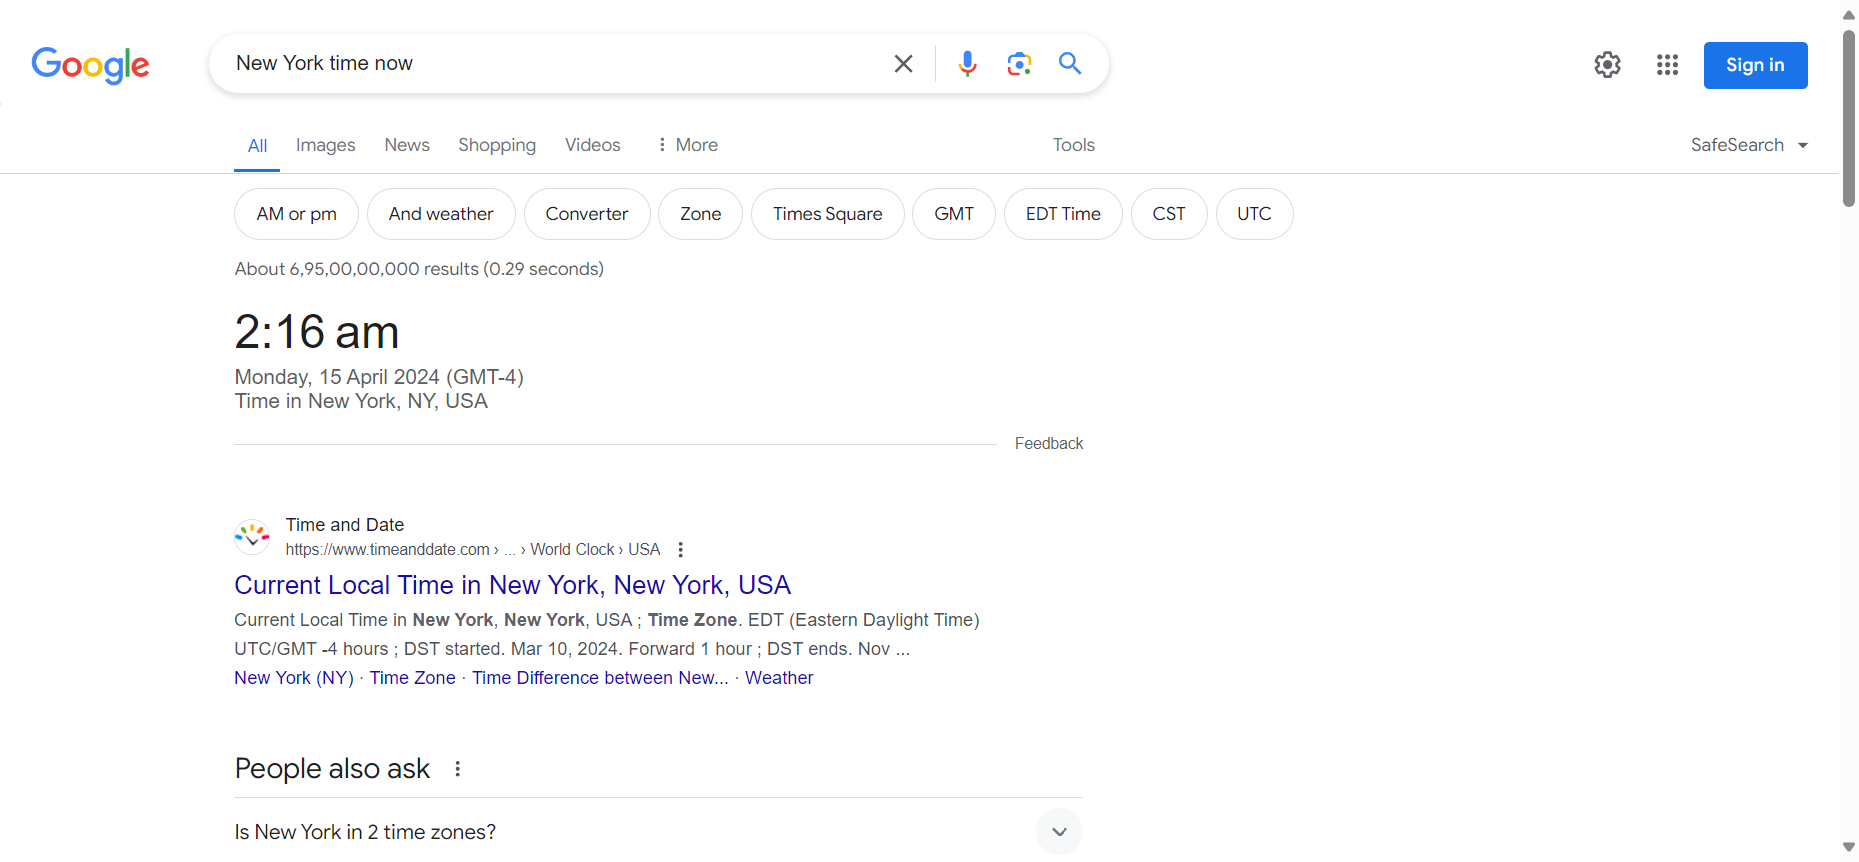 Google
New York time now
Sign in
All Images News Shopping Videos More Tools SafeSearch
AM or pm And weather Converter Zone Times Square GMT EDT Time CST UTC
About 6,95,00,00,000 results (0.29 seconds)
2:16 am
Monday, 15 April 2024 (GMT-4)
Time in New York, NY, USA
Feedback
Time and Date
https://www.timeanddate.com › ... › World Clock › USA
Current Local Time in New York, New York, USA
Current Local Time in New York, New York, USA ; Time Zone. EDT (Eastern Daylight Time)
UTC/GMT -4 hours ; DST started. Mar 10, 2024. Forward 1 hour ; DST ends. Nov ...
New York (NY) · Time Zone · Time Difference between New... · Weather
People also ask
Is New York in 2 time zones?